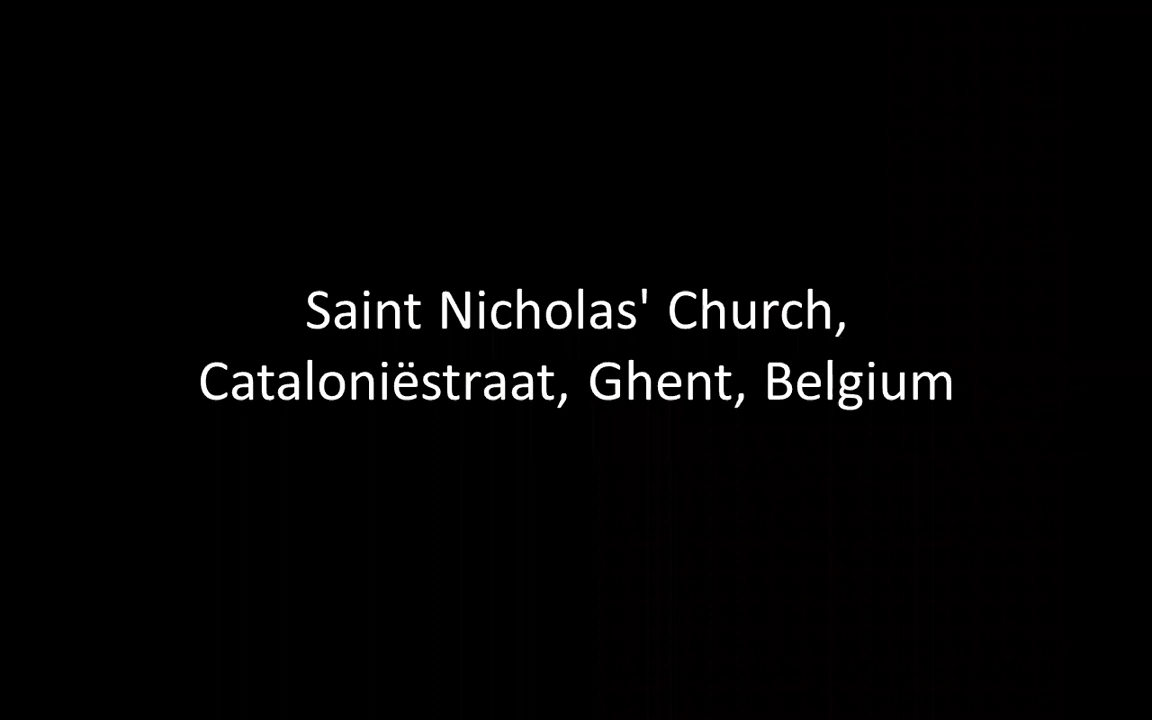 Saint Nicholas' Church,
Cataloniëstraat, Ghent, Belgium